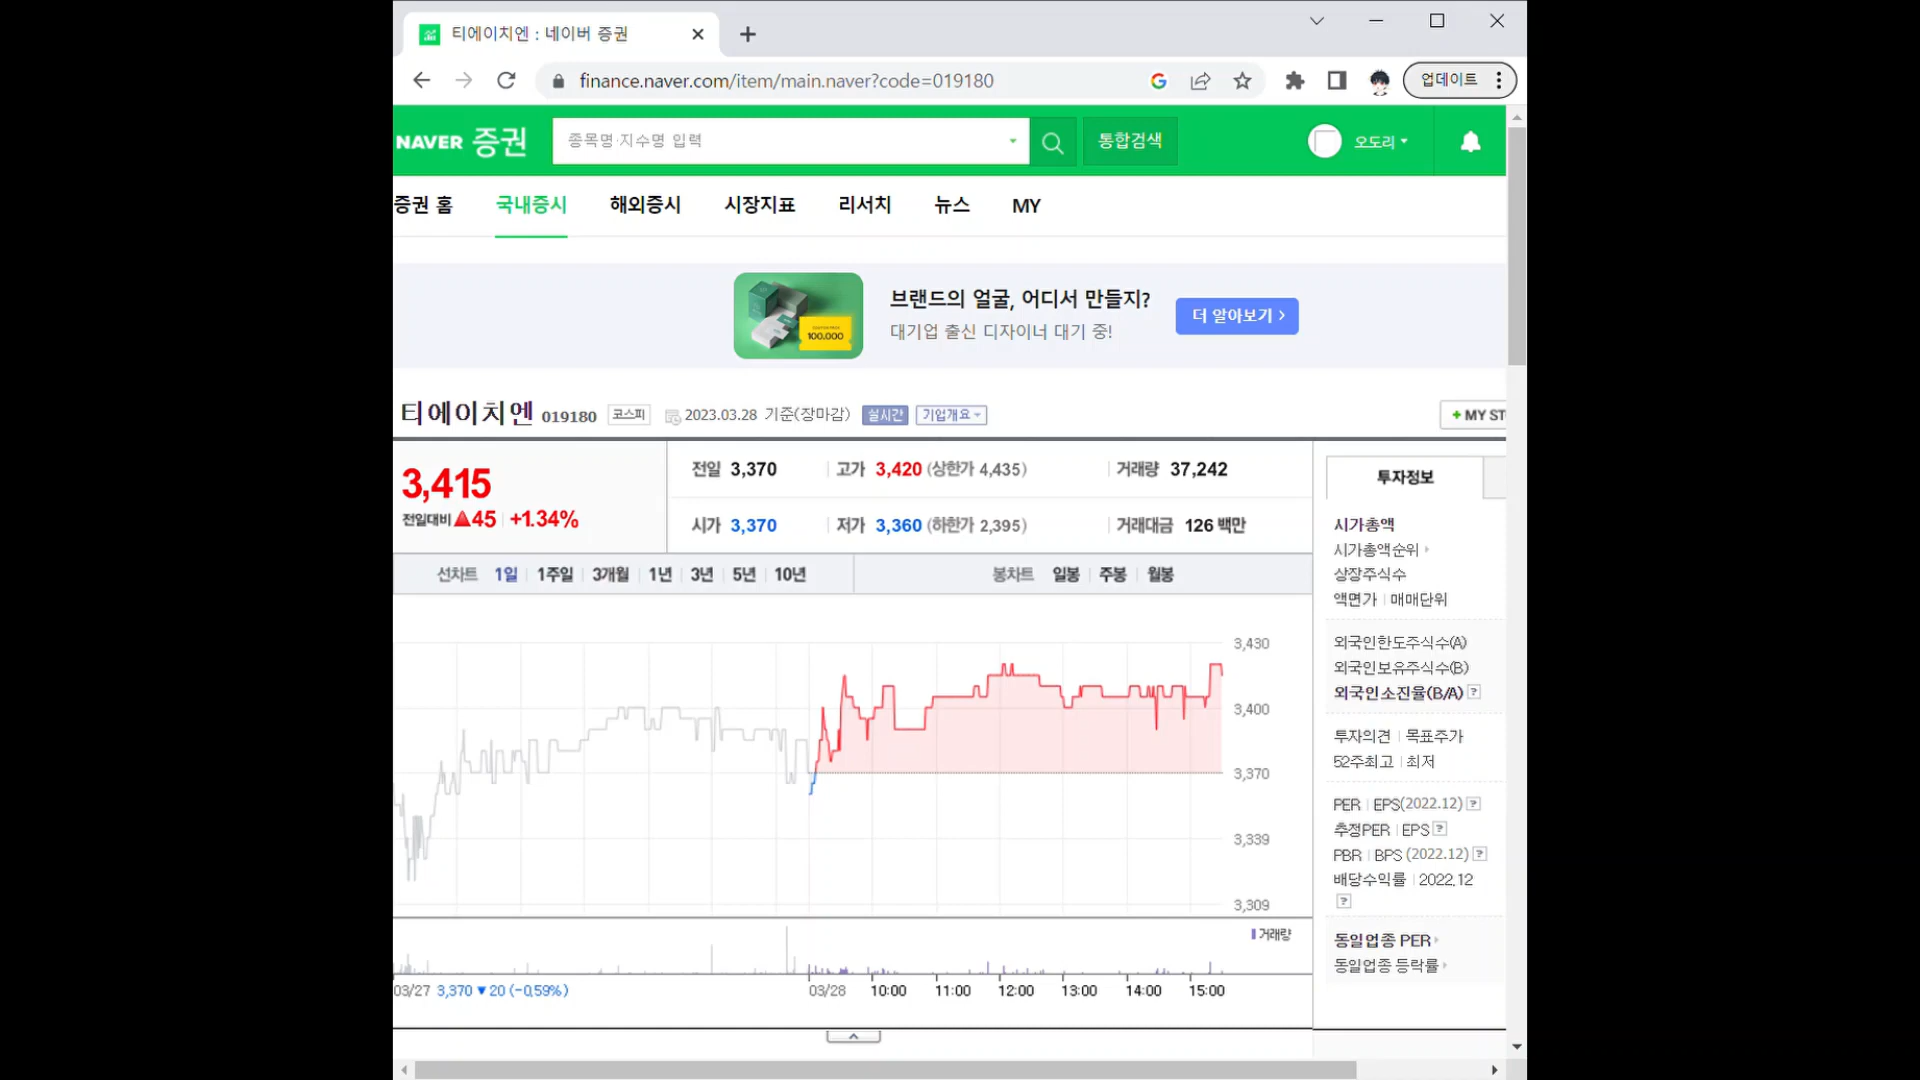 티에이치엔 : 네이버 증권
finance.naver.com/item/main.naver?code=019180
업데이트
NAVER 증권
종목명·지수명 입력
통합검색
오도리
증권 홈 국내증시 해외증시 시장지표 리서치 뉴스 MY
100,000
브랜드의 얼굴, 어디서 만들지?
대기업 출신 디자이너 대기 중!
더 알아보기
티에이치엔 019180 코스피 2023.03.28 기준(장마감) 실시간 기업개요
+ MY ST
3,415
전일대비 ▲45 +1.34%
전일 3,370 고가 3,420 (상한가 4,435) 거래량 37,242
시가 3,370 저가 3,360 (하한가 2,395) 거래대금 126 백만
선차트 1일 1주일 3개월 1년 3년 5년 10년
봉차트 일봉 주봉 월봉
3,430
3,400
3,370
3,339
3,309
거래량
03/27 3,370 ▼ 20 (-0.59%)
03/28 10:00 11:00 12:00 13:00 14:00 15:00
투자정보
시가총액
시가총액순위
상장주식수
액면가 매매단위
외국인한도주식수(A)
외국인보유주식수(B)
외국인소진율(B/A) ?
투자의견 목표주가
52주최고 최저
PER EPS(2022.12) ?
추정PER EPS ?
PBR BPS (2022.12) ?
배당수익률 2022.12
?
동일업종 PER
동일업종 등락률